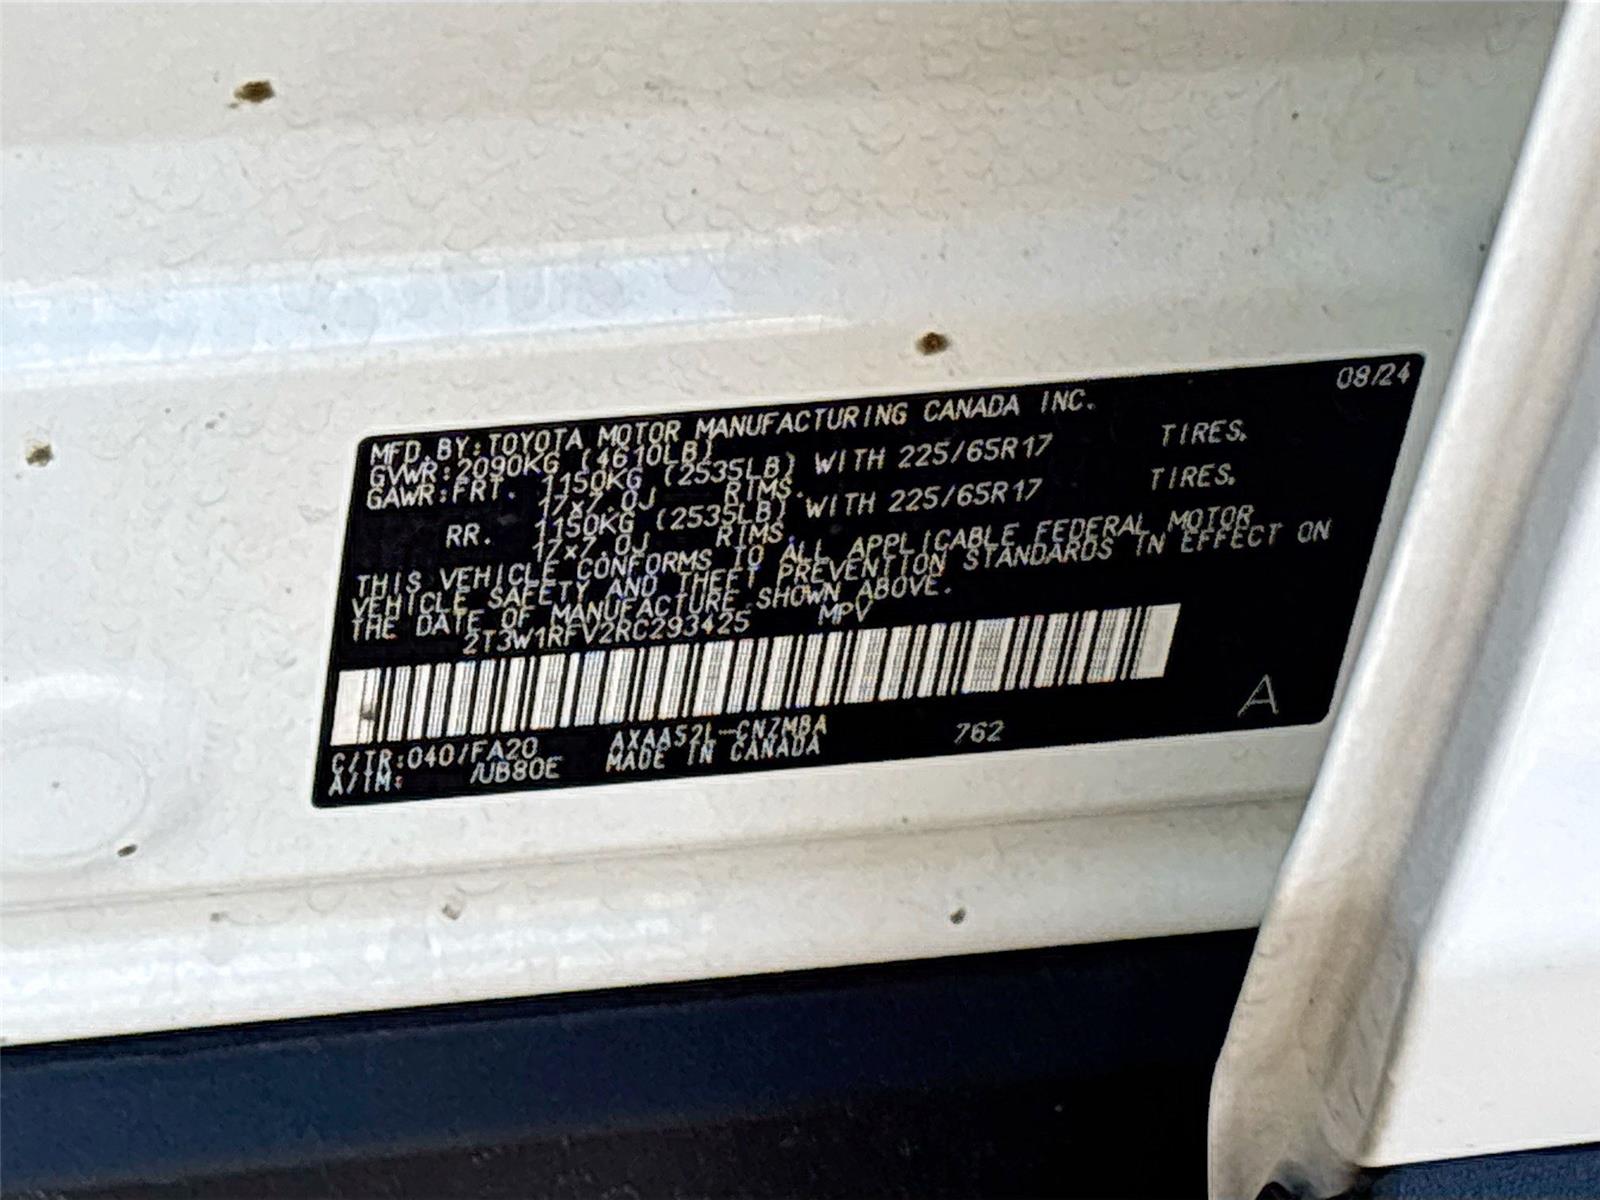 08/24
MFD.BY:TOYOTA MOTOR MANUFACTURING CANADA INC.
GVWR:2090KG (4610LB)
GAWR:FRT. 1150KG (2535LB) WITH 225/65R17 TIRES.
17x7.0J RIMS.
RR. 1150KG (2535LB) WITH 225/65R17 TIRES.
17x7.0J RIMS.
THIS VEHICLE CONFORMS TO ALL APPLICABLE FEDERAL MOTOR
VEHICLE SAFETY AND THEFT PREVENTION STANDARDS IN EFFECT ON
THE DATE OF MANUFACTURE SHOWN ABOVE.
2T3W1RFV2RC293425 MPV
C/TR:040/FA20 AXAA52L-CNZMBA 762
A/TM: /UB80E MADE IN CANADA
A